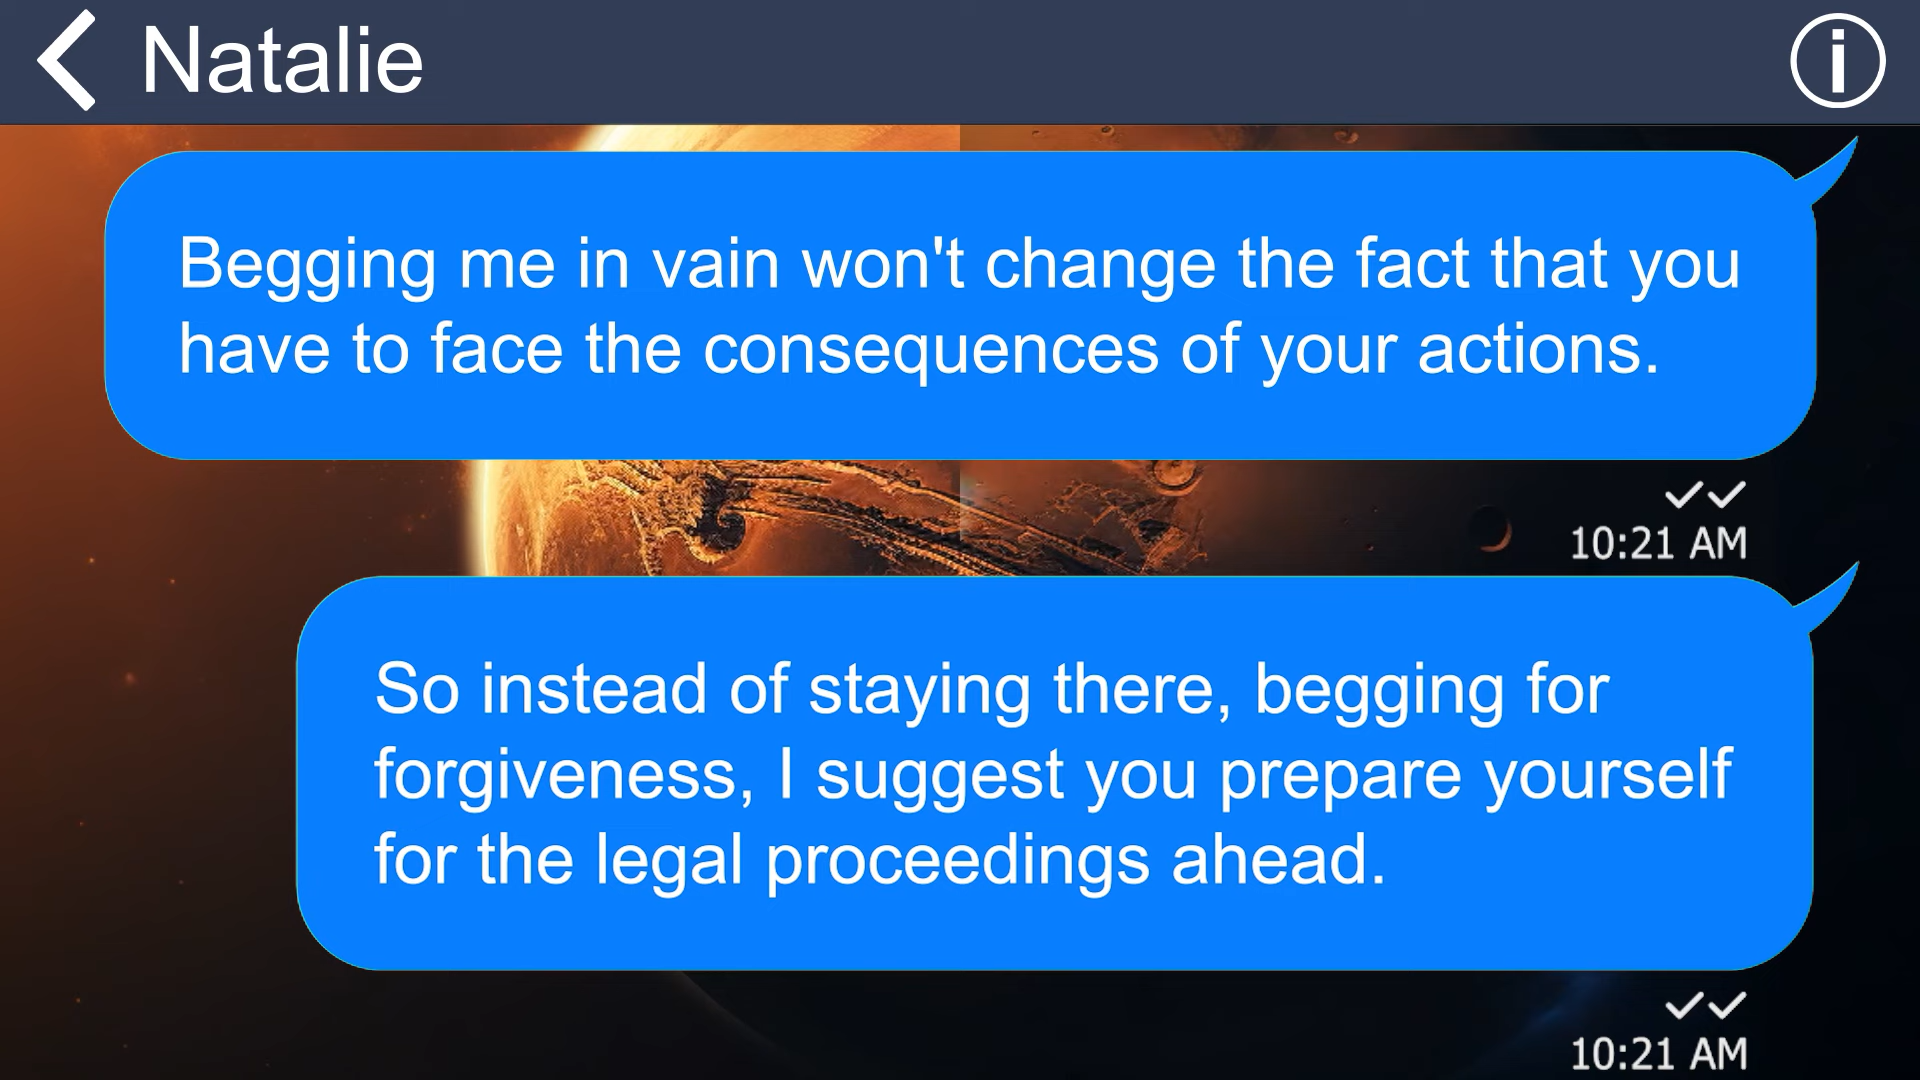 Natalie
Begging me in vain won't change the fact that you
have to face the consequences of your actions.
10:21 AM
So instead of staying there, begging for
forgiveness, I suggest you prepare yourself
for the legal proceedings ahead.
10:21 AM